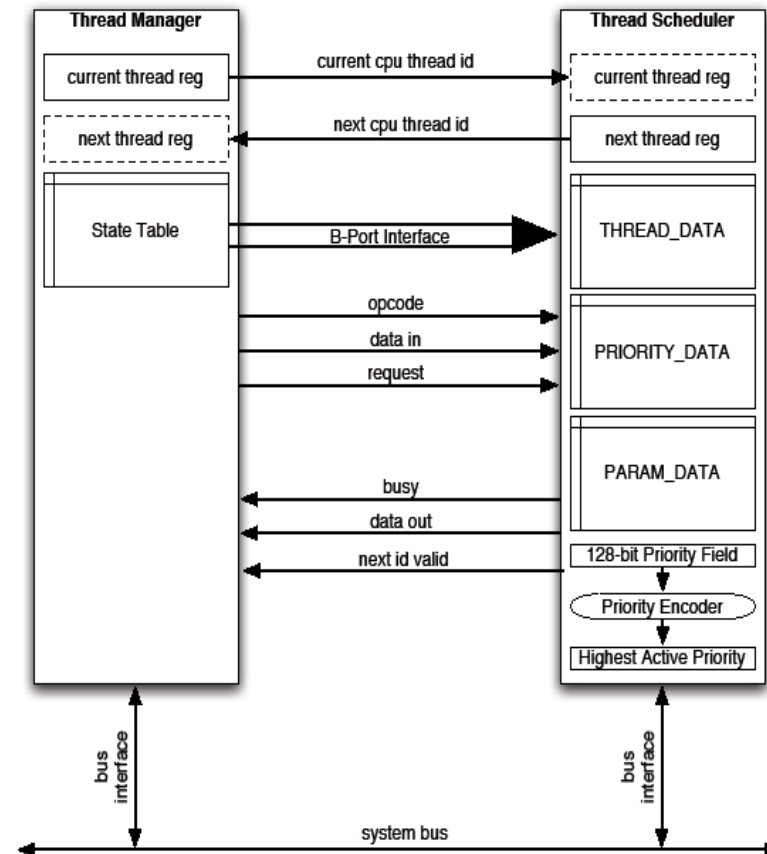 Thread Manager
Thread Scheduler
current thread reg
current cpu thread id
current thread reg
next thread reg
next cpu thread id
next thread reg
State Table
B-Port Interface
THREAD_DATA
opcode
data in
request
PRIORITY_DATA
PARAM_DATA
busy
data out
next id valid
128-bit Priority Field
Priority Encoder
Highest Active Priority
bus
interface
bus
interface
system bus